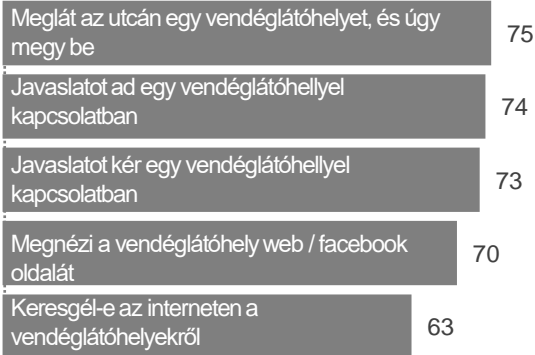 Meglát az utcán egy vendéglátóhelyet, és úgy
megy be
75
Javaslatot ad egy vendéglátóhellyel
kapcsolatban
74
Javaslatot kér egy vendéglátóhellyel
kapcsolatban
73
Megnézi a vendéglátóhely web / facebook
oldalát
70
Keresgél-e az interneten a
vendéglátóhelyekről
63